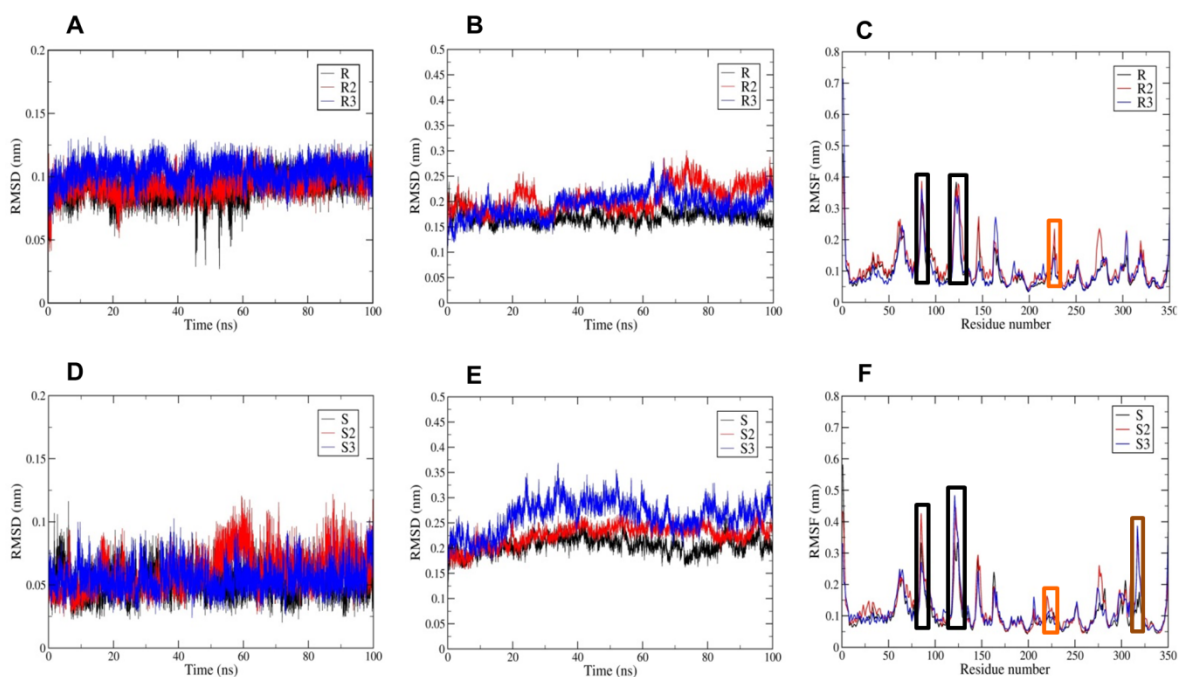 A
B
C
0.2
0.15
0.1
0.05
0
RMSD (nm)
0 20 40 60 80 100
Time (ns)
R
R2
R3
0.5
0.45
0.4
0.35
0.3
0.25
0.2
0.15
0.1
0.05
0
RMSD (nm)
0 20 40 60 80 100
Time (ns)
R
R2
R3
0.8
0.7
0.6
0.5
0.4
0.3
0.2
0.1
0
RMSF (nm)
0 50 100 150 200 250 300 350
Residue number
R
R2
R3
D
E
F
0.2
0.15
0.1
0.05
0
RMSD (nm)
0 20 40 60 80 100
Time (ns)
S
S2
S3
0.5
0.45
0.4
0.35
0.3
0.25
0.2
0.15
0.1
0.05
0
RMSD (nm)
0 20 40 60 80 100
Time (ns)
S
S2
S3
0.8
0.7
0.6
0.5
0.4
0.3
0.2
0.1
0
RMSF (nm)
0 50 100 150 200 250 300 350
Residue number
S
S2
S3